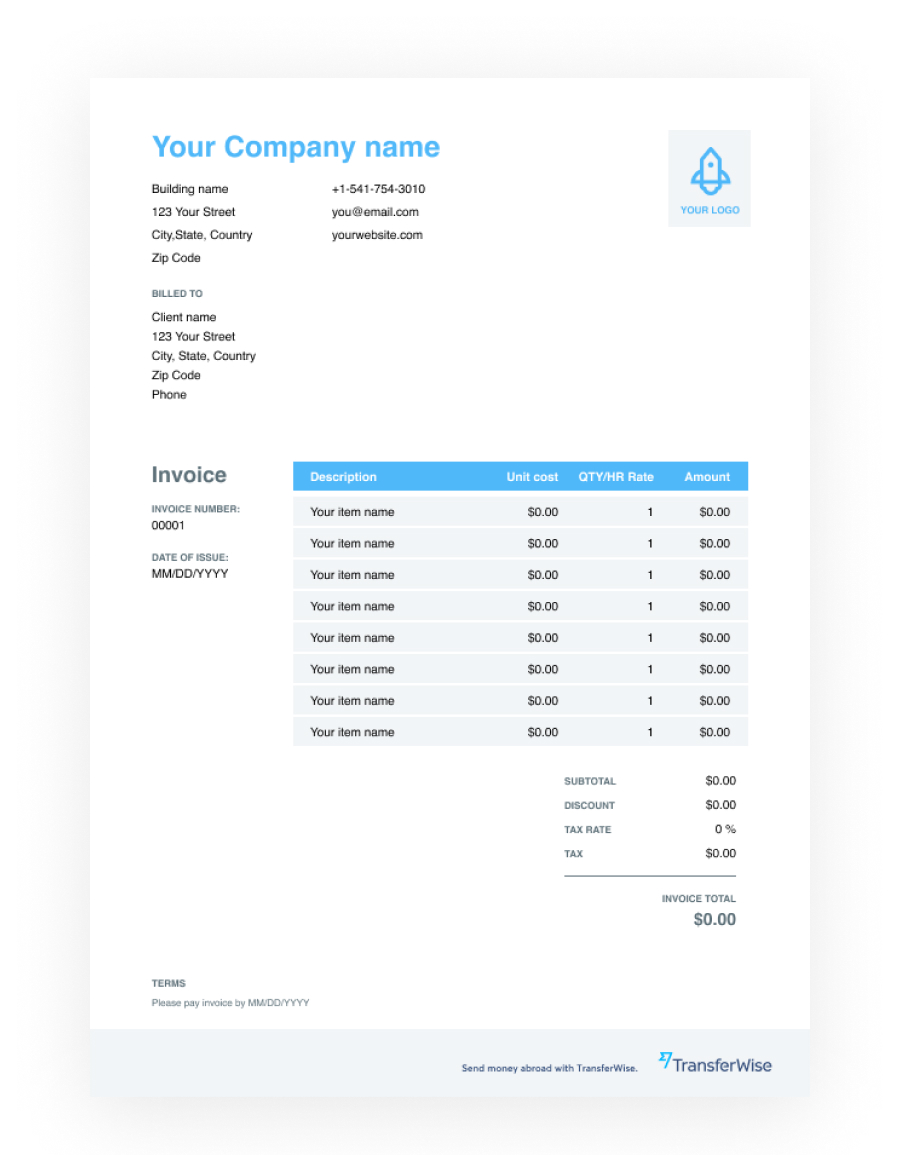 Your Company name
Building name +1-541-754-3010
123 Your Street you@email.com
City,State, Country yourwebsite.com
Zip Code
YOUR LOGO
BILLED TO
Client name
123 Your Street
City, State, Country
Zip Code
Phone
Invoice
INVOICE NUMBER:
00001
DATE OF ISSUE:
MM/DD/YYYY
Description Unit cost QTY/HR Rate Amount
Your item name $0.00 1 $0.00
Your item name $0.00 1 $0.00
Your item name $0.00 1 $0.00
Your item name $0.00 1 $0.00
Your item name $0.00 1 $0.00
Your item name $0.00 1 $0.00
Your item name $0.00 1 $0.00
Your item name $0.00 1 $0.00
SUBTOTAL $0.00
DISCOUNT $0.00
TAX RATE 0 %
TAX $0.00
INVOICE TOTAL
$0.00
TERMS
Please pay invoice by MM/DD/YYYY
Send money abroad with TransferWise. TransferWise